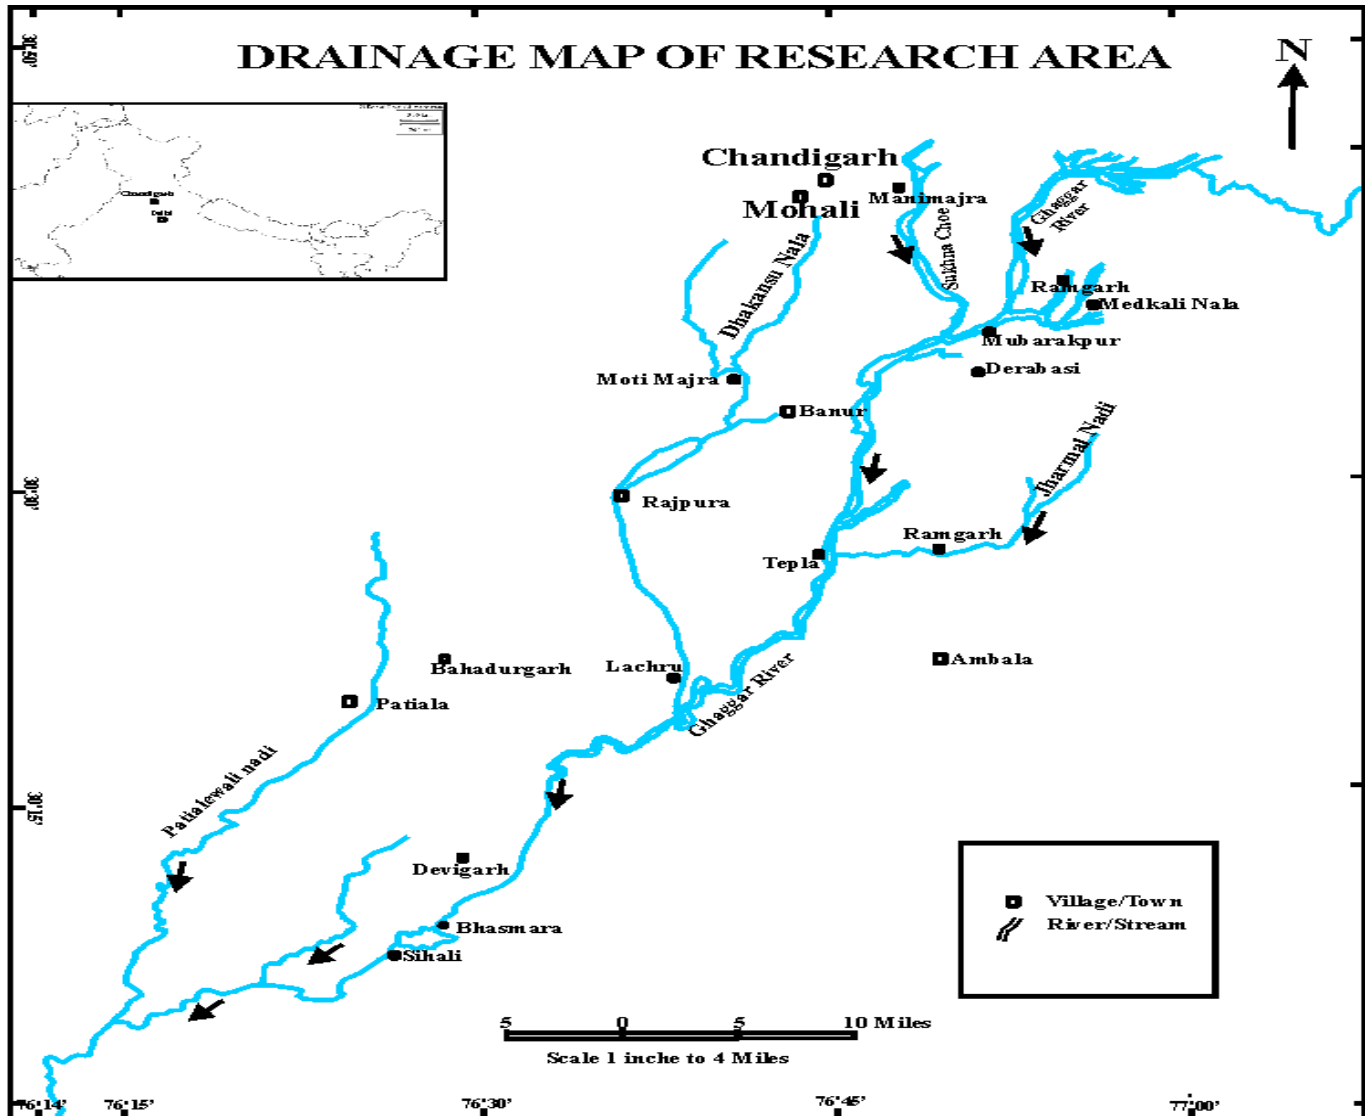 DRAINAGE MAP OF RESEARCH AREA
N
Chandigarh
Delhi
Chandigarh
Mohali
Manimajra
Sukhna Choe
Ghaggar
River
Ramgarh
Medkali Nala
Mubarakpur
Derabasi
Dhakansu Nala
Moti Majra
Banur
Jharmal Nadi
Rajpura
Ramgarh
Tepla
Bahadurgarh
Lachru
Ambala
Patiala
Ghaggar River
Patialewali nadi
Devigarh
Bhasmara
Sihali
Village/Town
River/Stream
5 0 5 10 Miles
Scale 1 inche to 4 Miles
30°30'
30°15'
76°14' 76°15' 76°30' 76°45' 77°00'